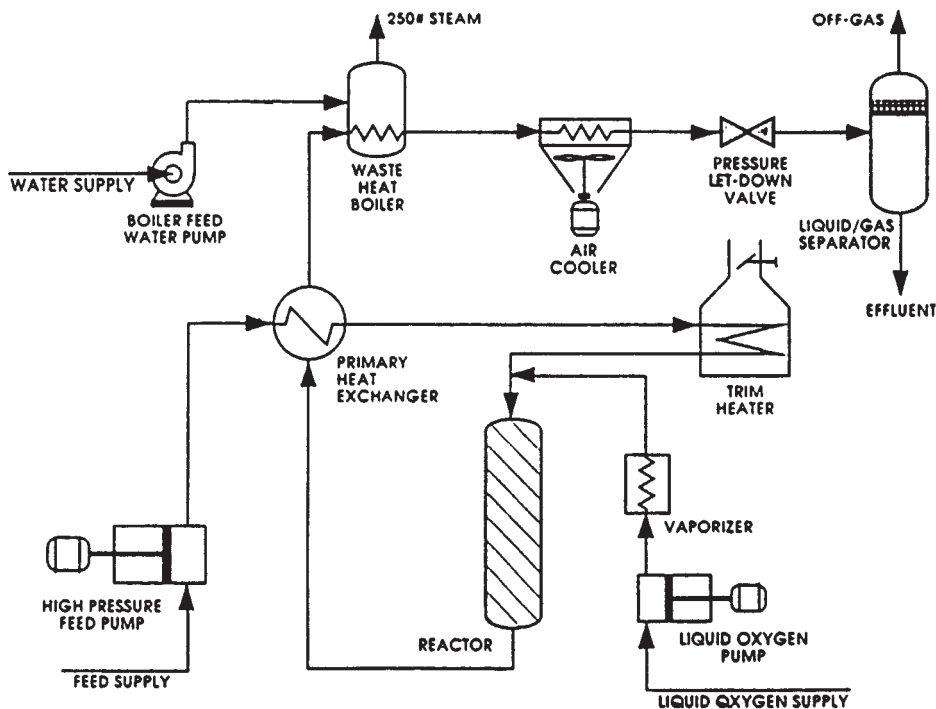 250# STEAM
OFF-GAS
WATER SUPPLY
BOILER FEED
WATER PUMP
WASTE
HEAT
BOILER
AIR
COOLER
PRESSURE
LET-DOWN
VALVE
LIQUID/GAS
SEPARATOR
EFFLUENT
PRIMARY
HEAT
EXCHANGER
TRIM
HEATER
VAPORIZER
HIGH PRESSURE
FEED PUMP
FEED SUPPLY
REACTOR
LIQUID OXYGEN
PUMP
LIQUID OXYGEN SUPPLY